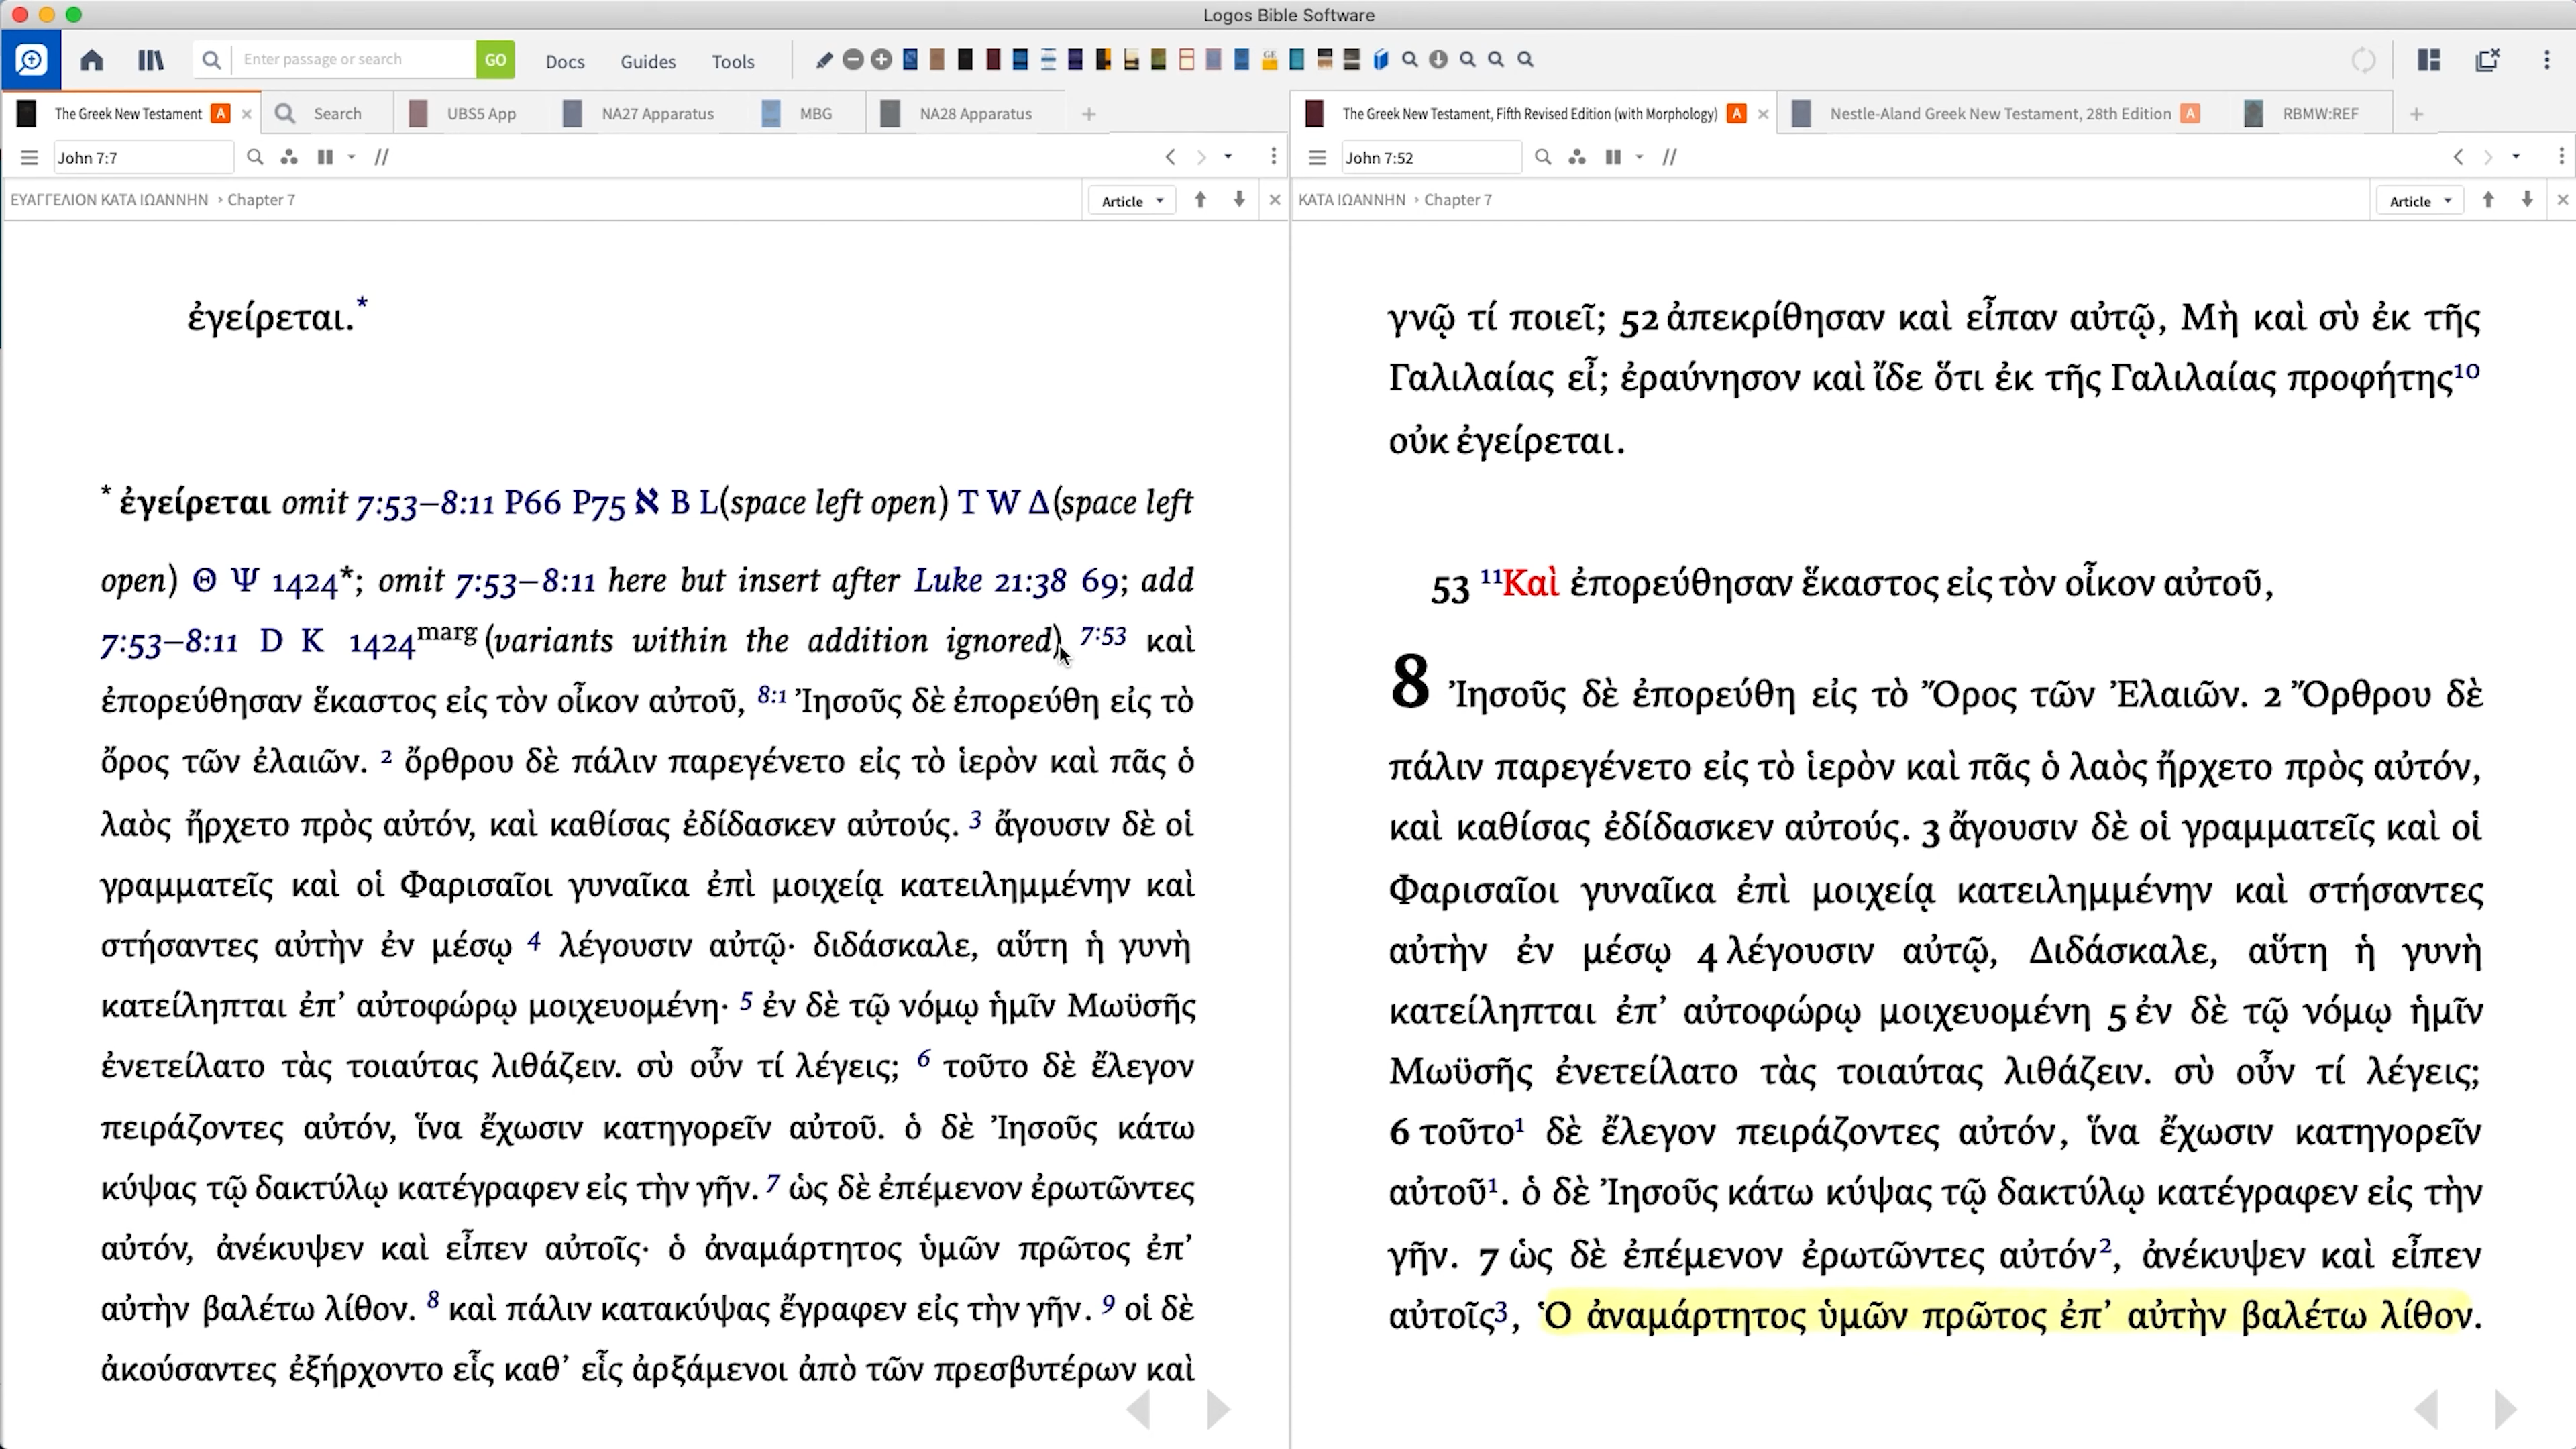 Logos Bible Software
Enter passage or search GO Docs Guides Tools
The Greek New Testament A Search UBS5 App NA27 Apparatus MBG NA28 Apparatus
John 7:7
ΕΥΑΓΓΕΛΙΟΝ ΚΑΤΑ ΙΩΑΝΝΗΝ › Chapter 7 Article
ἐγείρεται.*
* ἐγείρεται omit 7:53–8:11 P66 P75 ℵ B L(space left open) T W Δ(space left
open) Θ Ψ 1424*; omit 7:53–8:11 here but insert after Luke 21:38 69; add
7:53–8:11 D K 1424marg (variants within the addition ignored) 7:53 καὶ
ἐπορεύθησαν ἕκαστος εἰς τὸν οἶκον αὐτοῦ, 8:1 Ἰησοῦς δὲ ἐπορεύθη εἰς τὸ
ὄρος τῶν ἐλαιῶν. 2 ὄρθρου δὲ πάλιν παρεγένετο εἰς τὸ ἱερὸν καὶ πᾶς ὁ
λαὸς ἤρχετο πρὸς αὐτόν, καὶ καθίσας ἐδίδασκεν αὐτούς. 3 ἄγουσιν δὲ οἱ
γραμματεῖς καὶ οἱ Φαρισαῖοι γυναῖκα ἐπὶ μοιχείᾳ κατειλημμένην καὶ
στήσαντες αὐτὴν ἐν μέσῳ 4 λέγουσιν αὐτῷ· διδάσκαλε, αὕτη ἡ γυνὴ
κατείληπται ἐπ’ αὐτοφώρῳ μοιχευομένη· 5 ἐν δὲ τῷ νόμῳ ἡμῖν Μωϋσῆς
ἐνετείλατο τὰς τοιαύτας λιθάζειν. σὺ οὖν τί λέγεις; 6 τοῦτο δὲ ἔλεγον
πειράζοντες αὐτόν, ἵνα ἔχωσιν κατηγορεῖν αὐτοῦ. ὁ δὲ Ἰησοῦς κάτω
κύψας τῷ δακτύλῳ κατέγραφεν εἰς τὴν γῆν. 7 ὡς δὲ ἐπέμενον ἐρωτῶντες
αὐτόν, ἀνέκυψεν καὶ εἶπεν αὐτοῖς· ὁ ἀναμάρτητος ὑμῶν πρῶτος ἐπ’
αὐτὴν βαλέτω λίθον. 8 καὶ πάλιν κατακύψας ἔγραφεν εἰς τὴν γῆν. 9 οἱ δὲ
ἀκούσαντες ἐξήρχοντο εἷς καθ’ εἷς ἀρξάμενοι ἀπὸ τῶν πρεσβυτέρων καὶ
The Greek New Testament, Fifth Revised Edition (with Morphology) A Nestle-Aland Greek New Testament, 28th Edition A RBMW:REF
John 7:52
ΚΑΤΑ ΙΩΑΝΝΗΝ › Chapter 7 Article
γνῷ τί ποιεῖ; 52 ἀπεκρίθησαν καὶ εἶπαν αὐτῷ, Μὴ καὶ σὺ ἐκ τῆς
Γαλιλαίας εἶ; ἐραύνησον καὶ ἴδε ὅτι ἐκ τῆς Γαλιλαίας προφήτης10
οὐκ ἐγείρεται.
53 11Καὶ ἐπορεύθησαν ἕκαστος εἰς τὸν οἶκον αὐτοῦ,
8 Ἰησοῦς δὲ ἐπορεύθη εἰς τὸ Ὄρος τῶν Ἐλαιῶν. 2 Ὄρθρου δὲ
πάλιν παρεγένετο εἰς τὸ ἱερὸν καὶ πᾶς ὁ λαὸς ἤρχετο πρὸς αὐτόν,
καὶ καθίσας ἐδίδασκεν αὐτούς. 3 ἄγουσιν δὲ οἱ γραμματεῖς καὶ οἱ
Φαρισαῖοι γυναῖκα ἐπὶ μοιχείᾳ κατειλημμένην καὶ στήσαντες
αὐτὴν ἐν μέσῳ 4 λέγουσιν αὐτῷ, Διδάσκαλε, αὕτη ἡ γυνὴ
κατείληπται ἐπ’ αὐτοφώρῳ μοιχευομένη 5 ἐν δὲ τῷ νόμῳ ἡμῖν
Μωϋσῆς ἐνετείλατο τὰς τοιαύτας λιθάζειν. σὺ οὖν τί λέγεις;
6 τοῦτο1 δὲ ἔλεγον πειράζοντες αὐτόν, ἵνα ἔχωσιν κατηγορεῖν
αὐτοῦ1. ὁ δὲ Ἰησοῦς κάτω κύψας τῷ δακτύλῳ κατέγραφεν εἰς τὴν
γῆν. 7 ὡς δὲ ἐπέμενον ἐρωτῶντες αὐτόν2, ἀνέκυψεν καὶ εἶπεν
αὐτοῖς3, Ὁ ἀναμάρτητος ὑμῶν πρῶτος ἐπ’ αὐτὴν βαλέτω λίθον.